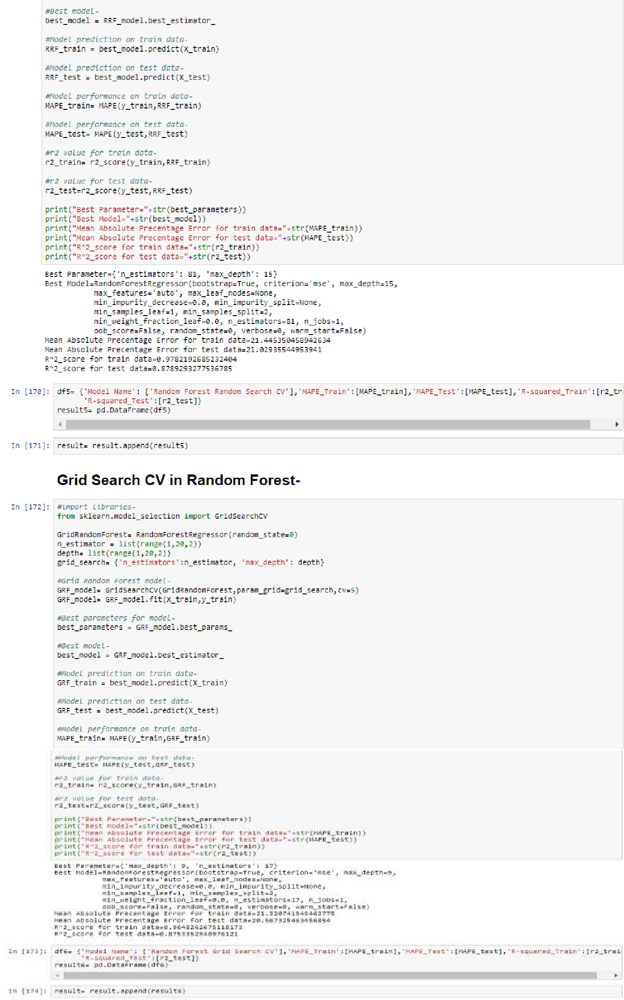 #Best model-
best_model = RRF_model.best_estimator_
#Model prediction on train data-
RRF_train = best_model.predict(X_train)
#Model prediction on test data-
RRF_test = best_model.predict(X_test)
#Model performance on train data-
MAPE_train= MAPE(y_train,RRF_train)
#Model performance on test data-
MAPE_test= MAPE(y_test,RRF_test)
#r2 value for train data-
r2_train= r2_score(y_train,RRF_train)
#r2 value for test data-
r2_test=r2_score(y_test,RRF_test)
print("Best Parameter="+str(best_parameters))
print("Best Model="+str(best_model))
print("Mean Absolute Precentage Error for train data="+str(MAPE_train))
print("Mean Absolute Precentage Error for test data="+str(MAPE_test))
print("R^2_score for train data="+str(r2_train))
print("R^2_score for test data="+str(r2_test))
Best Parameter={'n_estimators': 81, 'max_depth': 15}
Best Model=RandomForestRegressor(bootstrap=True, criterion='mse', max_depth=15,
max_features='auto', max_leaf_nodes=None,
min_impurity_decrease=0.0, min_impurity_split=None,
min_samples_leaf=1, min_samples_split=2,
min_weight_fraction_leaf=0.0, n_estimators=81, n_jobs=1,
oob_score=False, random_state=0, verbose=0, warm_start=False)
Mean Absolute Precentage Error for train data=21.445350458942634
Mean Absolute Precentage Error for test data=21.02935544953941
R^2_score for train data=0.9782192685232404
R^2_score for test data=0.8789293277536785
In [170]: df5= {'Model Name': ['Random Forest Random Search CV'],'MAPE_Train':[MAPE_train],'MAPE_Test':[MAPE_test],'R-squared_Train':[r2_tr
'R-squared_Test':[r2_test]}
result5= pd.DataFrame(df5)
In [171]: result= result.append(result5)
Grid Search CV in Random Forest-
In [172]: #import libraries-
from sklearn.model_selection import GridSearchCV
GridRandomForest= RandomForestRegressor(random_state=0)
n_estimator = list(range(1,20,2))
depth= list(range(1,20,2))
grid_search= {'n_estimators':n_estimator, 'max_depth': depth}
#Grid Random Forest model-
GRF_model= GridSearchCV(GridRandomForest,param_grid=grid_search,cv=5)
GRF_model= GRF_model.fit(X_train,y_train)
#Best parameters for model-
best_parameters = GRF_model.best_params_
#Best model-
best_model = GRF_model.best_estimator_
#Model prediction on train data-
GRF_train = best_model.predict(X_train)
#Model prediction on test data-
GRF_test = best_model.predict(X_test)
#Model performance on train data-
MAPE_train= MAPE(y_train,GRF_train)
#Model performance on test data-
MAPE_test= MAPE(y_test,GRF_test)
#r2 value for train data-
r2_train= r2_score(y_train,GRF_train)
#r2 value for test data-
r2_test=r2_score(y_test,GRF_test)
print("Best Parameter="+str(best_parameters))
print("Best Model="+str(best_model))
print("Mean Absolute Precentage Error for train data="+str(MAPE_train))
print("Mean Absolute Precentage Error for test data="+str(MAPE_test))
print("R^2_score for train data="+str(r2_train))
print("R^2_score for test data="+str(r2_test))
Best Parameter={'max_depth': 9, 'n_estimators': 17}
Best Model=RandomForestRegressor(bootstrap=True, criterion='mse', max_depth=9,
max_features='auto', max_leaf_nodes=None,
min_impurity_decrease=0.0, min_impurity_split=None,
min_samples_leaf=1, min_samples_split=2,
min_weight_fraction_leaf=0.0, n_estimators=17, n_jobs=1,
oob_score=False, random_state=0, verbose=0, warm_start=False)
Mean Absolute Precentage Error for train data=
Mean Absolute Precentage Error for test data=
R^2_score for train data=
R^2_score for test data=
In [173]: df6= {'Model Name': ['Random Forest Grid Search CV'],'MAPE_Train':[MAPE_train],'MAPE_Test':[MAPE_test],'R-squared_Train':[r2_trai
'R-squared_Test':[r2_test]}
result6= pd.DataFrame(df6)
In [174]: result= result.append(result6)